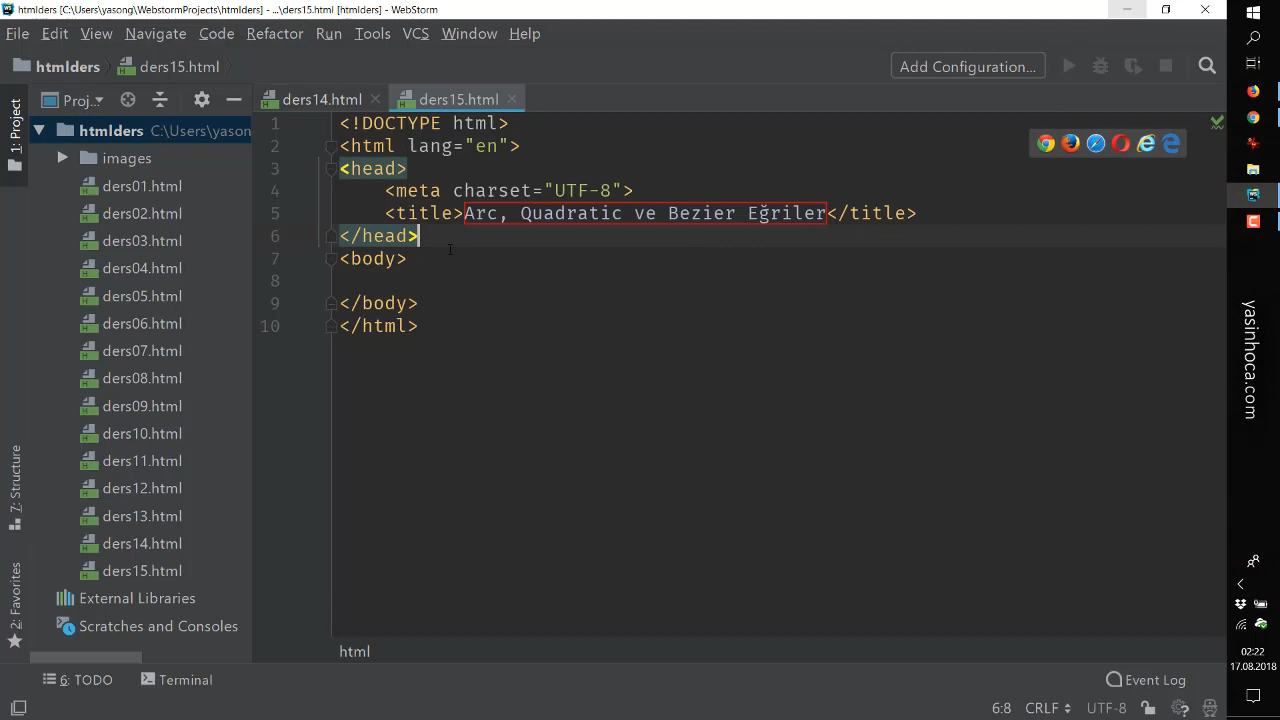 htmlders [C:\Users\yasong\WebstormProjects\htmlders] - ...\ders15.html [htmlders] - WebStorm
File Edit View Navigate Code Refactor Run Tools VCS Window Help
htmlders ders15.html
Add Configuration...
1: Project
Proj..
htmlders C:\Users\yason
images
ders01.html
ders02.html
ders03.html
ders04.html
ders05.html
ders06.html
ders07.html
ders08.html
ders09.html
ders10.html
ders11.html
ders12.html
ders13.html
ders14.html
ders15.html
External Libraries
Scratches and Consoles
7: Structure
2: Favorites
ders14.html ders15.html
1 <!DOCTYPE html>
2 <html lang="en">
3 <head>
4 <meta charset="UTF-8">
5 <title>Arc, Quadratic ve Bezier Eğriler</title>
6 </head>
7 <body>
8
9 </body>
10 </html>
html
6: TODO Terminal Event Log
6:8 CRLF UTF-8
yasinhoca.com
02:22
17.08.2018